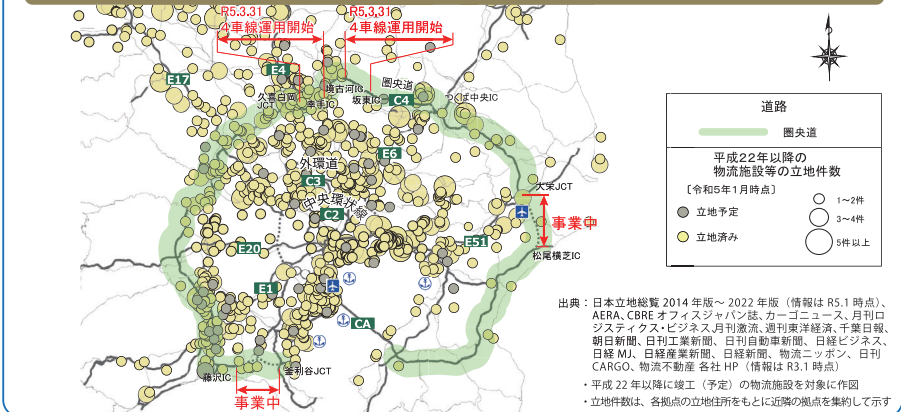 R5.3.31
４車線運用開始
R5.3.31
４車線運用開始
E4
E17
境古河IC
圏央道
久喜白岡
JCT
幸手IC
坂東IC
C4
つくば中央IC
E6
外環道
C3
大栄JCT
中央環状線
C2
事業中
E20
E51
松尾横芝IC
E1
CA
藤沢IC
釜利谷JCT
事業中
道路
圏央道
平成22年以降の
物流施設等の立地件数
〔令和5年1月時点〕
立地予定
立地済み
1～2件
3～4件
5件以上
出典：日本立地総覧 2014 年版～ 2022 年版（情報は R5.1 時点）、
AERA、CBRE オフィスジャパン誌、カーゴニュース、月刊ロ
ジスティクス・ビジネス、月刊激流、週刊東洋経済、千葉日報、
朝日新聞、日刊工業新聞、日刊自動車新聞、日経ビジネス、
日経 MJ、日経産業新聞、日経新聞、物流ニッポン、日刊
CARGO、物流不動産 各社 HP（情報は R3.1 時点）
・平成 22 年以降に竣工（予定）の物流施設を対象に作図
・立地件数は、各拠点の立地住所をもとに近隣の拠点を集約して示す